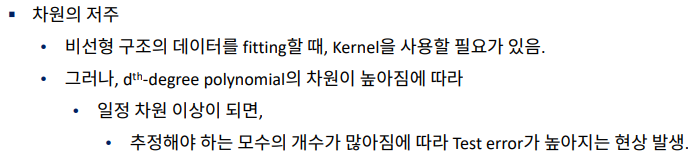 ▪ 차원의 저주
• 비선형 구조의 데이터를 fitting할 때, Kernel을 사용할 필요가 있음.
• 그러나, dᵗʰ-degree polynomial의 차원이 높아짐에 따라
• 일정 차원 이상이 되면,
• 추정해야 하는 모수의 개수가 많아짐에 따라 Test error가 높아지는 현상 발생.